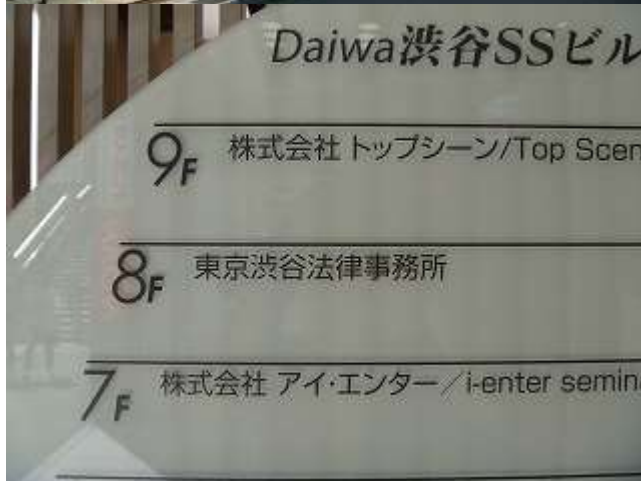 Daiwa渋谷SSビル
9F 株式会社 トップシーン/Top Scen
8F 東京渋谷法律事務所
7F 株式会社 アイ・エンター/i-enter semin